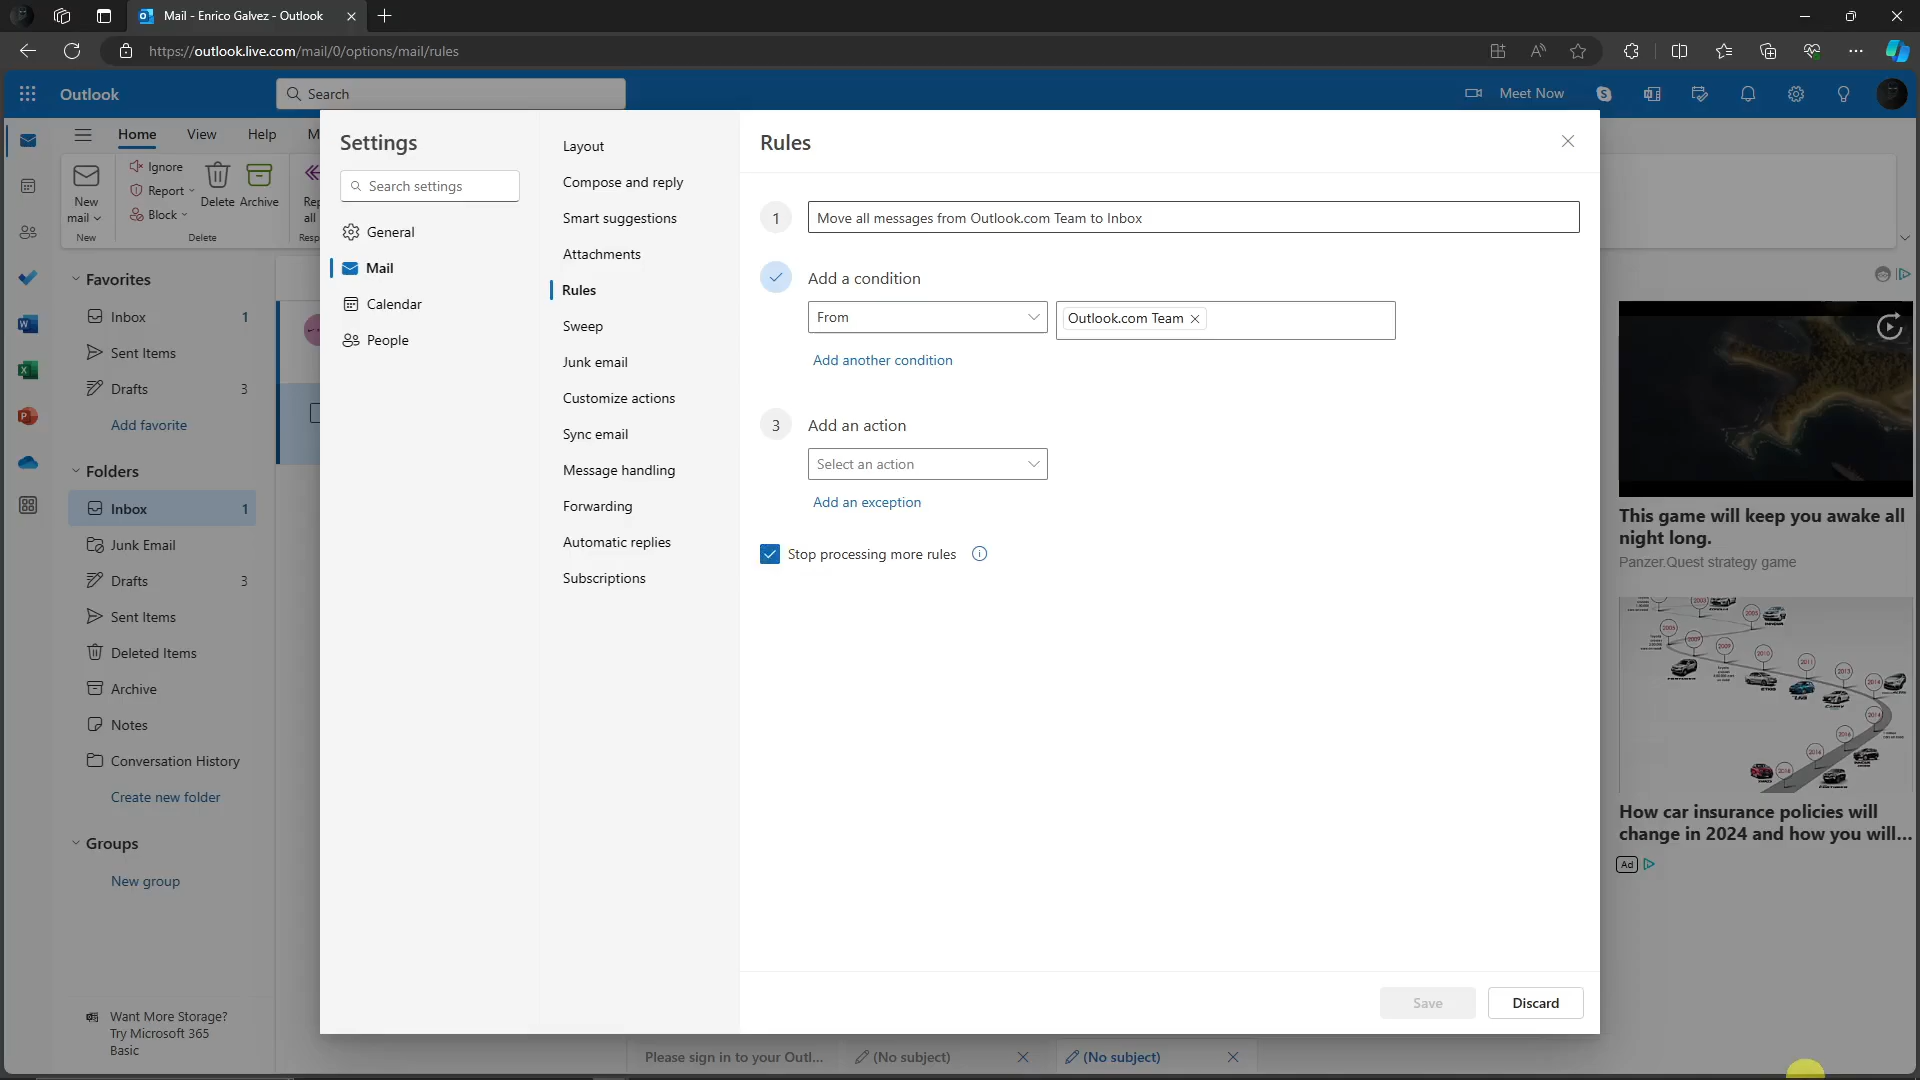 Mail - Enrico Galvez - Outlook
https://outlook.live.com/mail/0/options/mail/rules
Outlook
Search
Meet Now
Home
View
Help
M
New
mail
New
Ignore
Report
Block
Delete
Archive
Delete
Rep
all
Resp
Settings
Search settings
General
Mail
Calendar
People
Layout
Compose and reply
Smart suggestions
Attachments
Rules
Sweep
Junk email
Customize actions
Sync email
Message handling
Forwarding
Automatic replies
Subscriptions
Rules
1
Move all messages from Outlook.com Team to Inbox
Add a condition
From
Outlook.com Team
Add another condition
3
Add an action
Select an action
Add an exception
Stop processing more rules
Save
Discard
Favorites
Inbox 1
Sent Items
Drafts 3
Add favorite
Folders
Inbox 1
Junk Email
Drafts 3
Sent Items
Deleted Items
Archive
Notes
Conversation History
Create new folder
Groups
New group
Want More Storage?
Try Microsoft 365
Basic
Please sign in to your Outl...
(No subject)
(No subject)
This game will keep you awake all
night long.
Panzer.Quest strategy game
How car insurance policies will
change in 2024 and how you will...
Ad